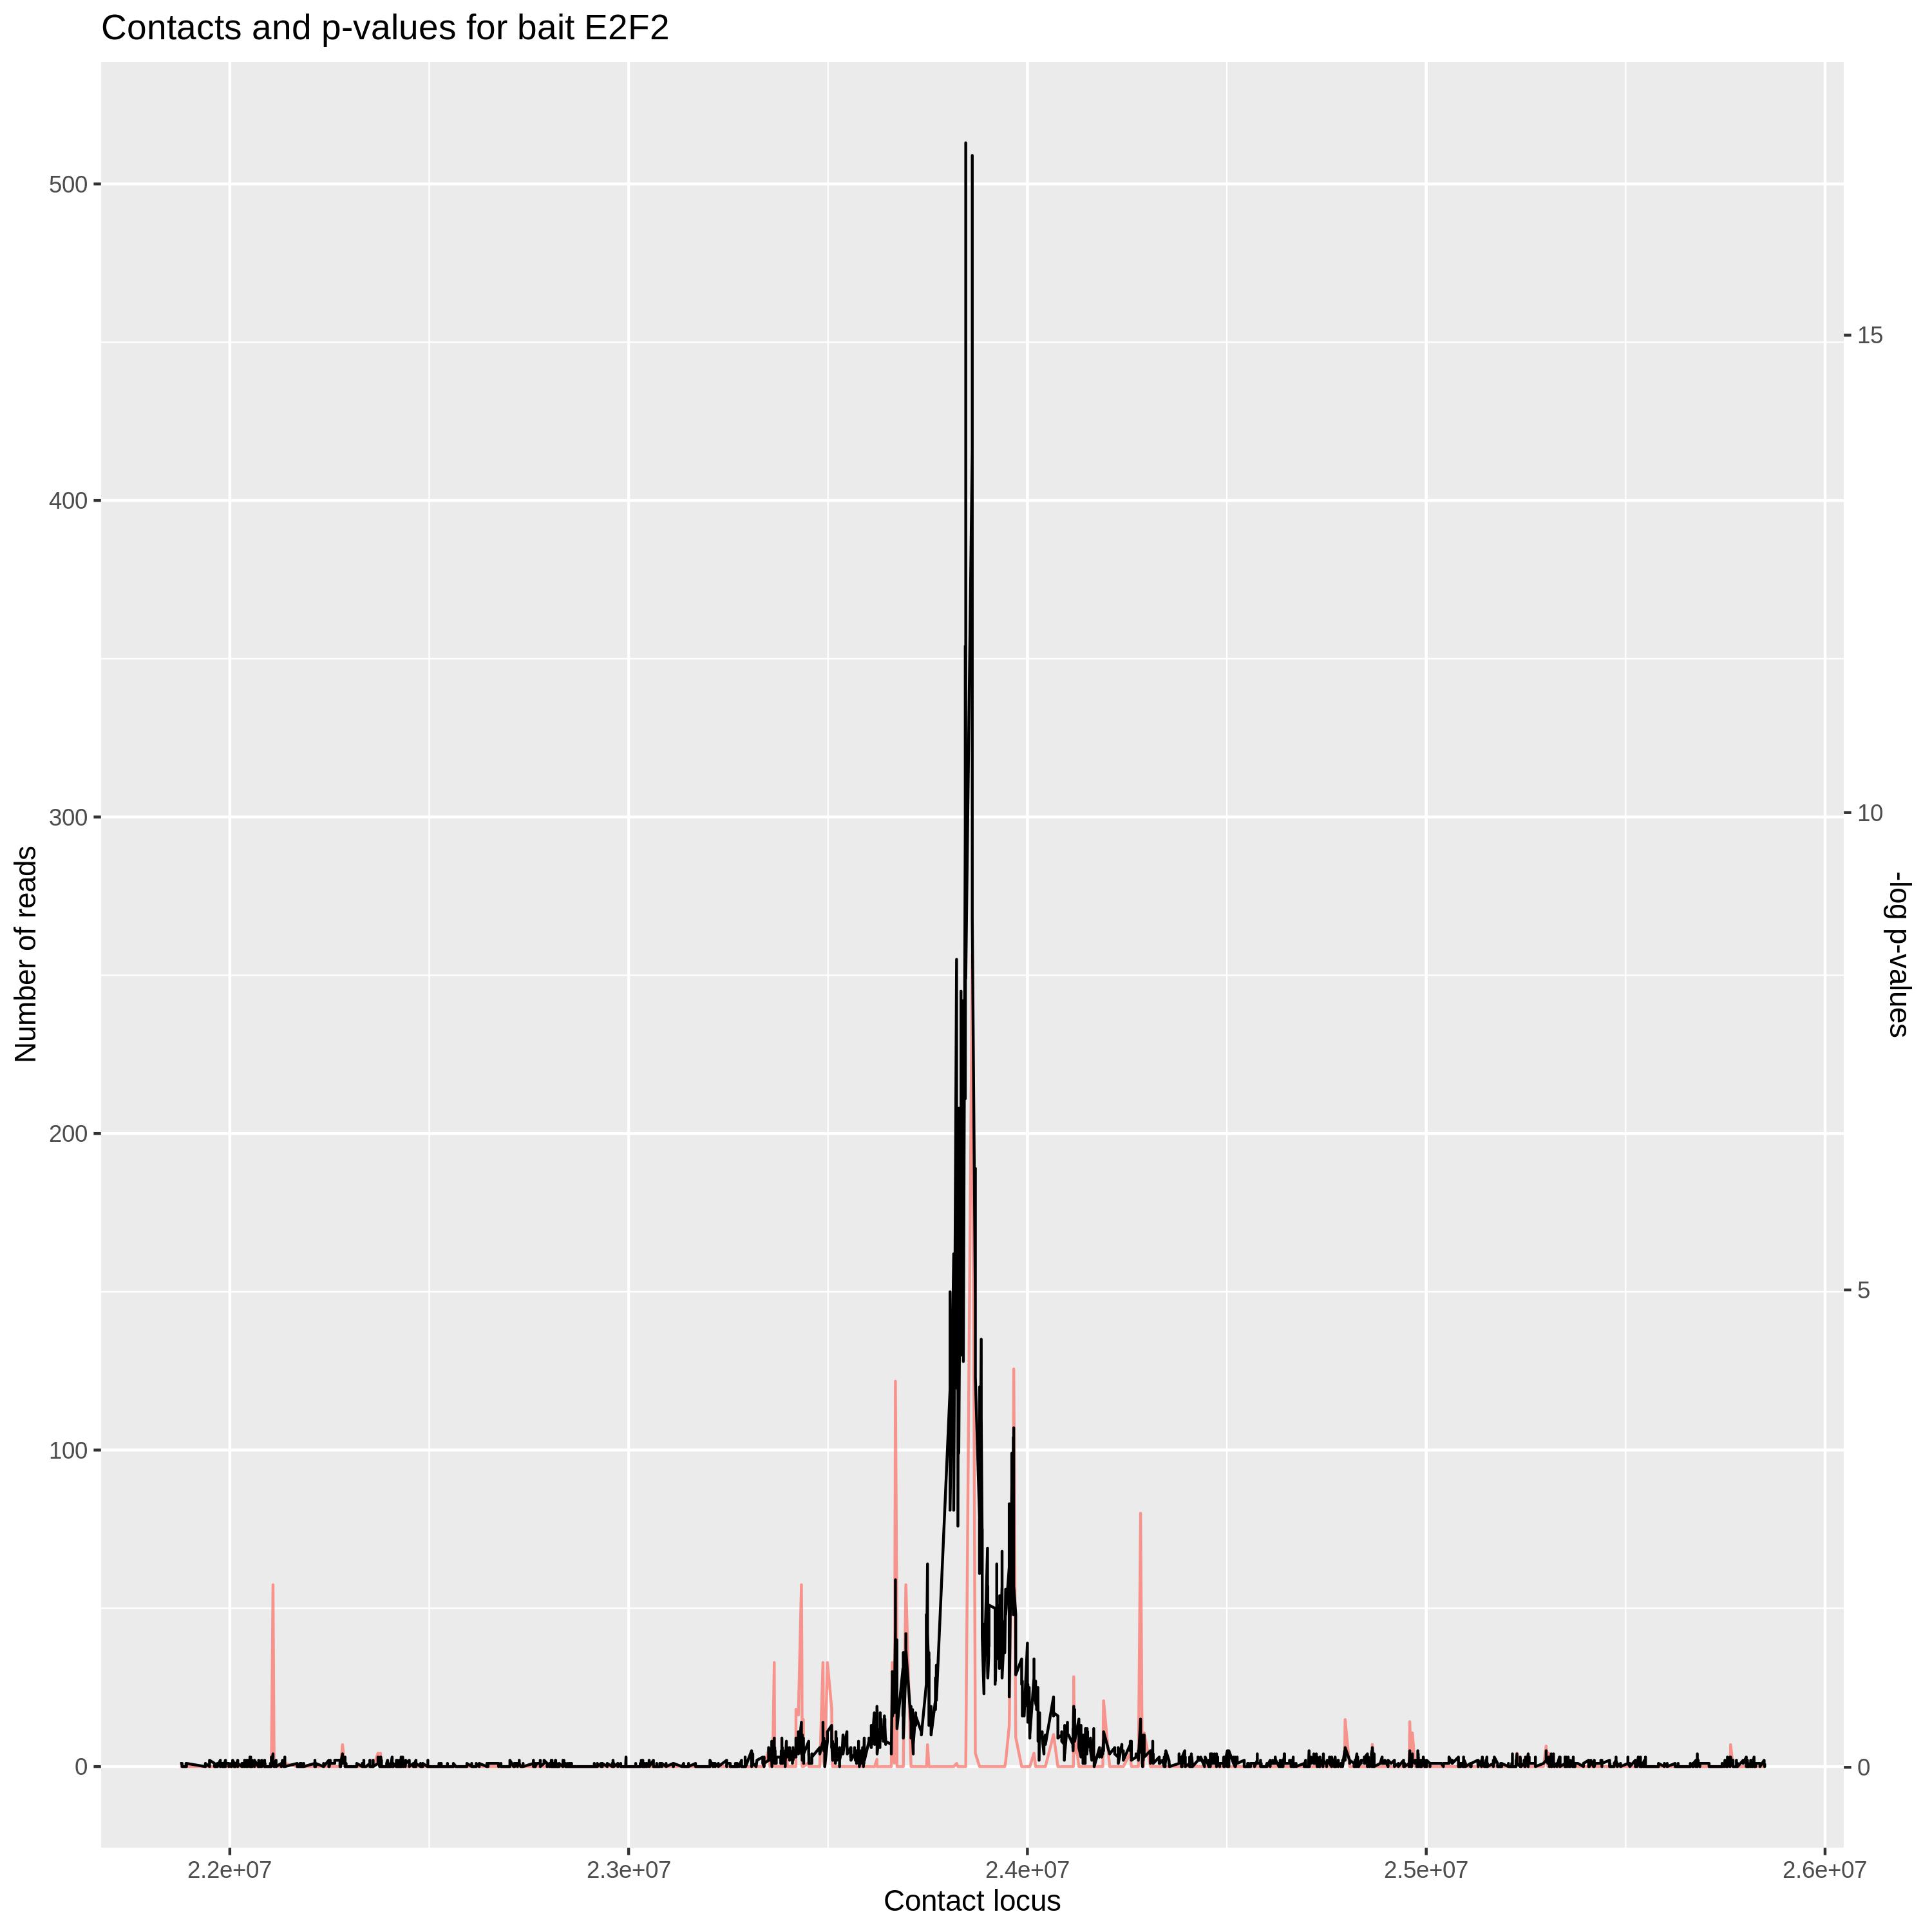 Contacts and p-values for bait E2F2
Number of reads
500
400
300
200
100
0
15
10
5
0
-log p-values
2.2e+07 2.3e+07 2.4e+07 2.5e+07 2.6e+07
Contact locus